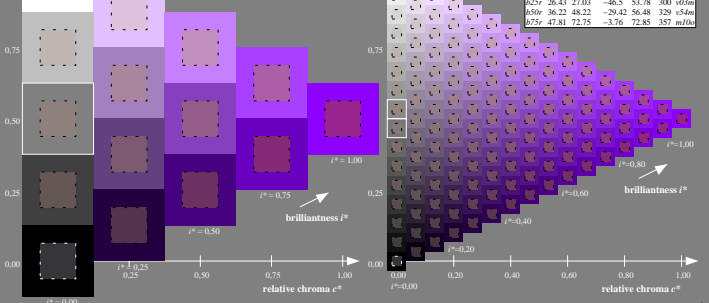 b25r 26.43 27.03 −46.5 53.78 300 v03m
b50r 36.22 48.22 −29.42 56.48 329 v54m
b75r 47.81 72.75 −3.76 72.85 357 m10o
0,75
0,50
0,25
0,00
i* = 1,00
i* = 0,75
i* = 0,50
i* = 0,25
i* = 0,00
brilliantness i*
0,25 0,50 0,75 1,00
relative chroma c*
0,75
0,50
0,25
0,00
i*=1,00
i*=0,80
i*=0,60
i*=0,40
i*=0,20
i*=0,00
brilliantness i*
0,00 0,20 0,40 0,60 0,80 1,00
relative chroma c*